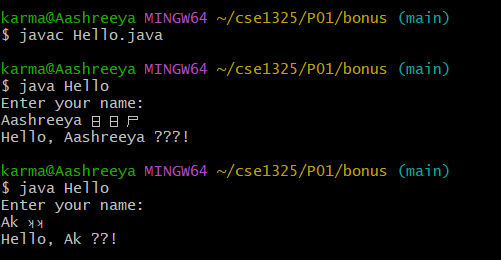 karma@Aashreeya MINGW64 ~/cse1325/P01/bonus (main)
$ javac Hello.java
karma@Aashreeya MINGW64 ~/cse1325/P01/bonus (main)
$ java Hello
Enter your name:
Aashreeya 日 日 尸
Hello, Aashreeya ???!
karma@Aashreeya MINGW64 ~/cse1325/P01/bonus (main)
$ java Hello
Enter your name:
Ak
Hello, Ak ??!